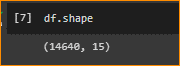 [7] df.shape
(14640, 15)